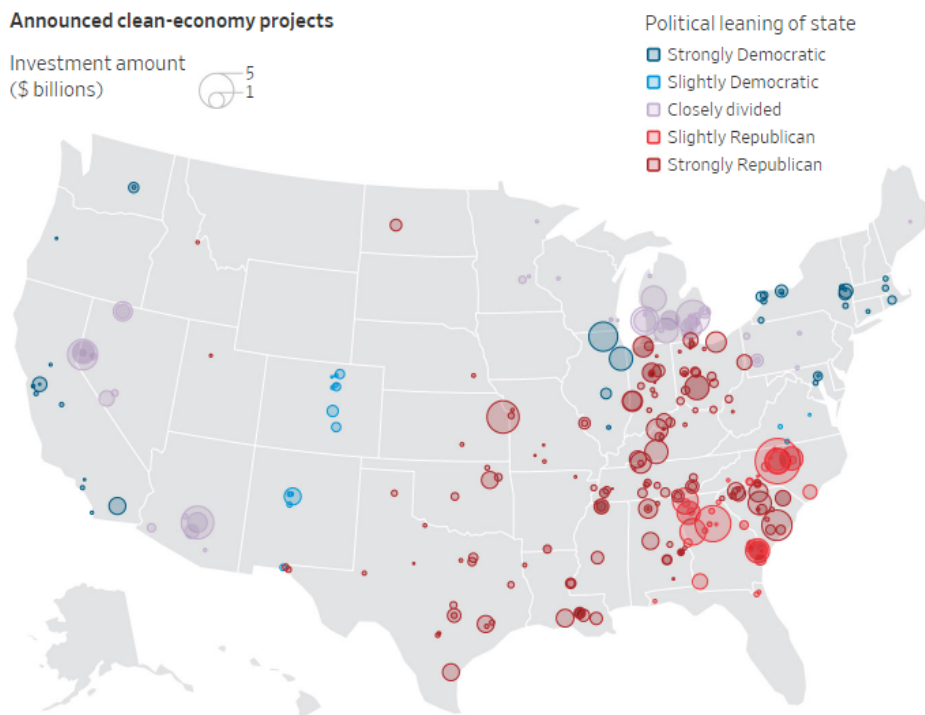 Announced clean-economy projects
Investment amount
($ billions)
5
1
Political leaning of state
Strongly Democratic
Slightly Democratic
Closely divided
Slightly Republican
Strongly Republican